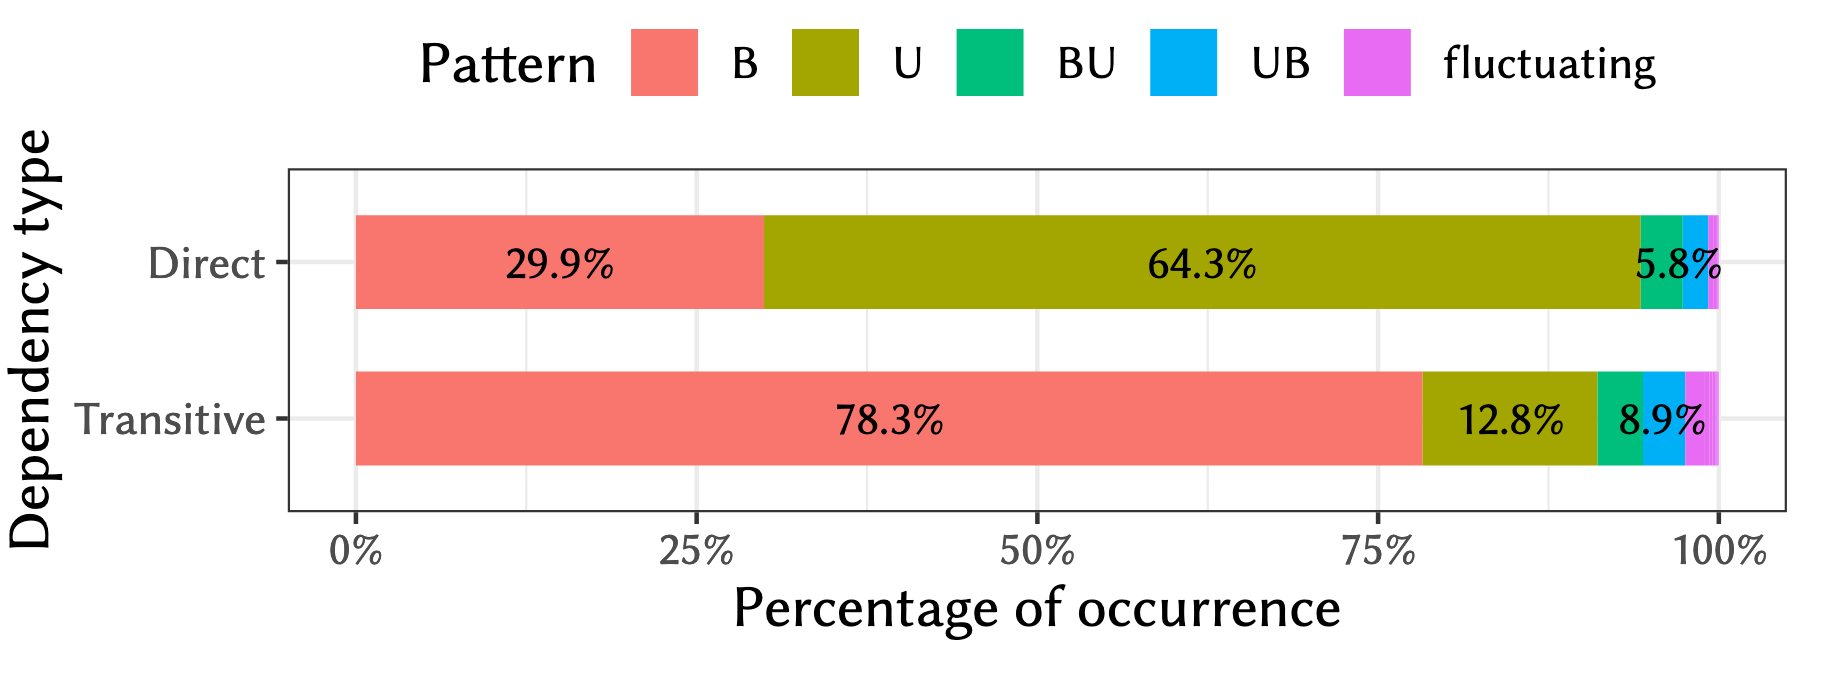 Pattern B U BU UB fluctuating
Dependency type
Direct 29.9% 64.3% 5.8%
Transitive 78.3% 12.8% 8.9%
0% 25% 50% 75% 100%
Percentage of occurrence